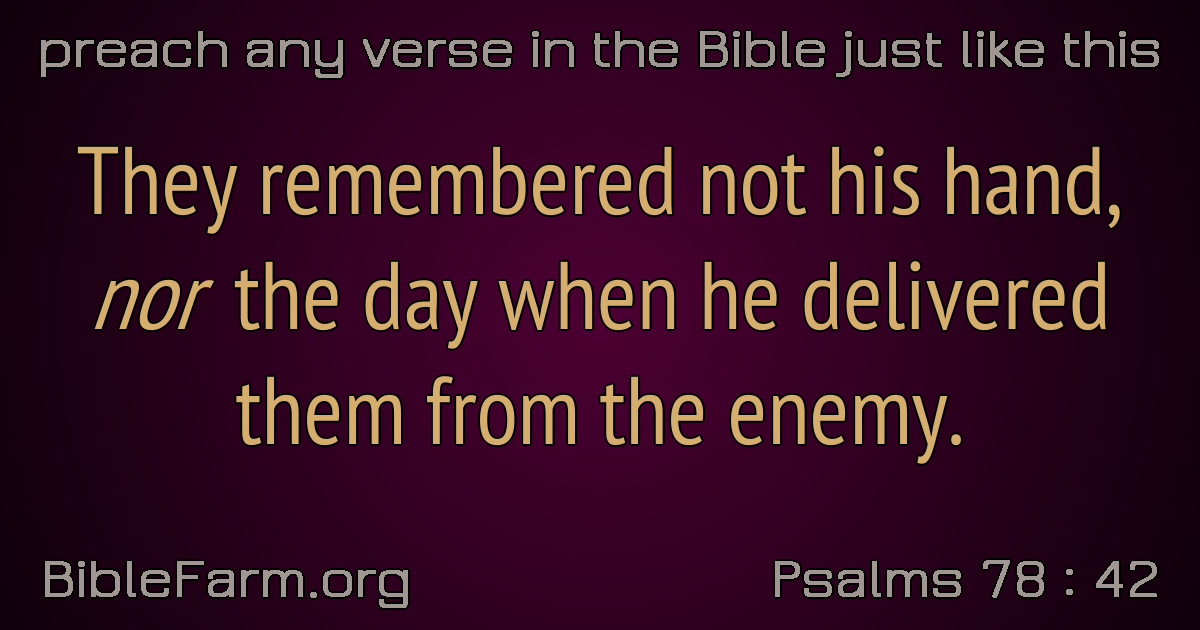 preach any verse in the Bible just like this
They remembered not his hand,
nor the day when he delivered
them from the enemy.
BibleFarm.org
Psalms 78 : 42